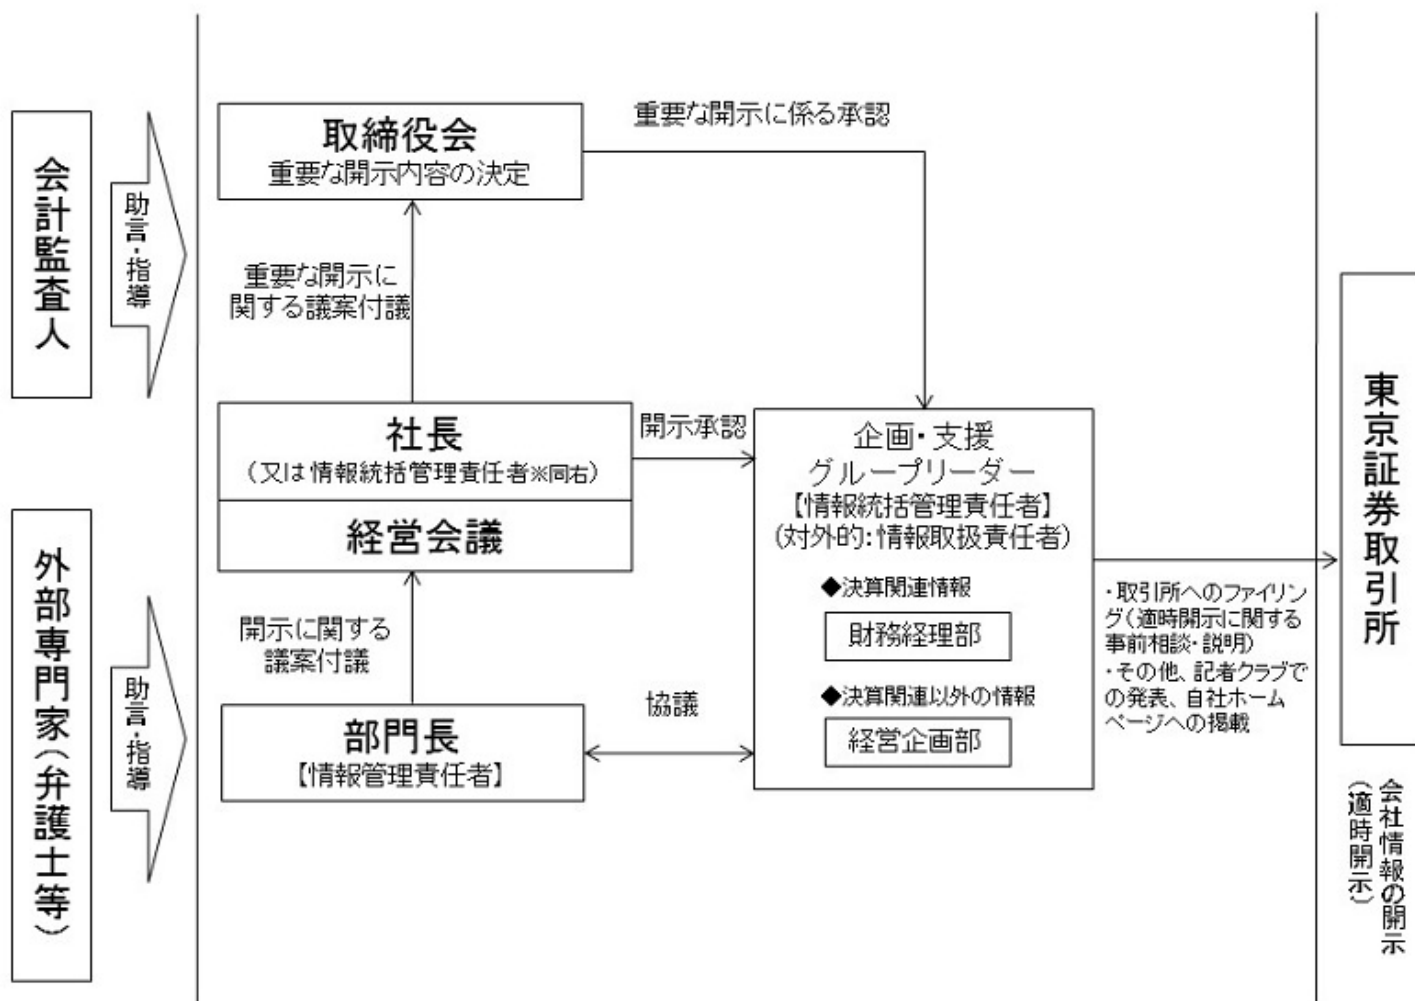 会計監査人
助言・指導
外部専門家(弁護士等)
助言・指導
取締役会
重要な開示内容の決定
重要な開示に係る承認
重要な開示に
関する議案付議
社長
(又は情報統括管理責任者※同右)
経営会議
開示承認
開示に関する
議案付議
部門長
【情報管理責任者】
協議
企画・支援
グループリーダー
【情報統括管理責任者】
(対外的:情報取扱責任者)
◆決算関連情報
財務経理部
◆決算関連以外の情報
経営企画部
・取引所へのファイリン
グ(適時開示に関する
事前相談・説明)
・その他、記者クラブで
の発表、自社ホーム
ページへの掲載
東京証券取引所
会社情報の開示
(適時開示)